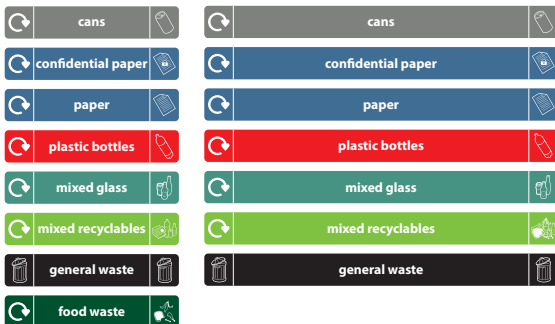 cans
confidential paper
paper
plastic bottles
mixed glass
mixed recyclables
general waste
food waste
cans
confidential paper
paper
plastic bottles
mixed glass
mixed recyclables
general waste